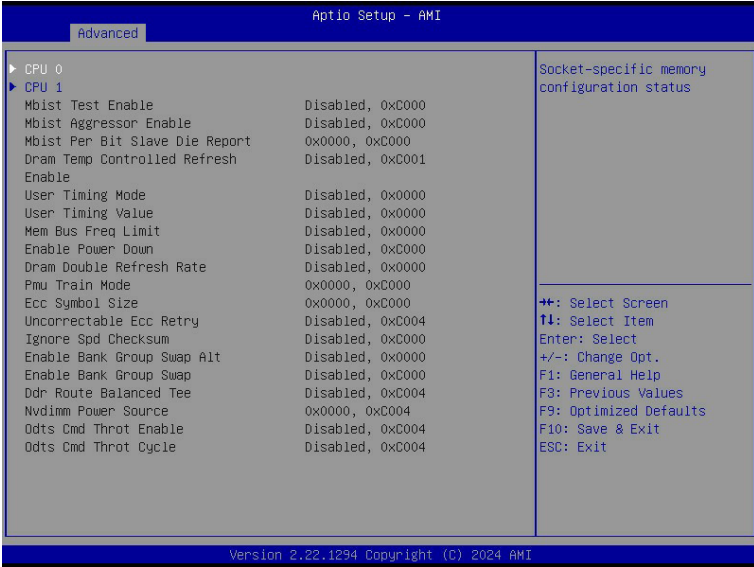 Aptio Setup – AMI
Advanced
▶ CPU 0
▶ CPU 1
Mbist Test Enable Disabled, 0xC000
Mbist Aggressor Enable Disabled, 0xC000
Mbist Per Bit Slave Die Report 0x0000, 0xC000
Dram Temp Controlled Refresh Disabled, 0xC001
Enable
User Timing Mode Disabled, 0x0000
User Timing Value Disabled, 0x0000
Mem Bus Freq Limit Disabled, 0x0000
Enable Power Down Disabled, 0xC000
Dram Double Refresh Rate Disabled, 0x0000
Pmu Train Mode 0x0000, 0xC000
Ecc Symbol Size 0x0000, 0xC000
Uncorrectable Ecc Retry Disabled, 0xC004
Ignore Spd Checksum Disabled, 0xC000
Enable Bank Group Swap Alt Disabled, 0x0000
Enable Bank Group Swap Disabled, 0xC000
Ddr Route Balanced Tee Disabled, 0xC004
Nvdimm Power Source 0x0000, 0xC004
Odts Cmd Throt Enable Disabled, 0xC004
Odts Cmd Throt Cycle Disabled, 0xC004
Socket-specific memory
configuration status
→←: Select Screen
↑↓: Select Item
Enter: Select
+/-: Change Opt.
F1: General Help
F3: Previous Values
F9: Optimized Defaults
F10: Save & Exit
ESC: Exit
Version 2.22.1294 Copyright (C) 2024 AMI